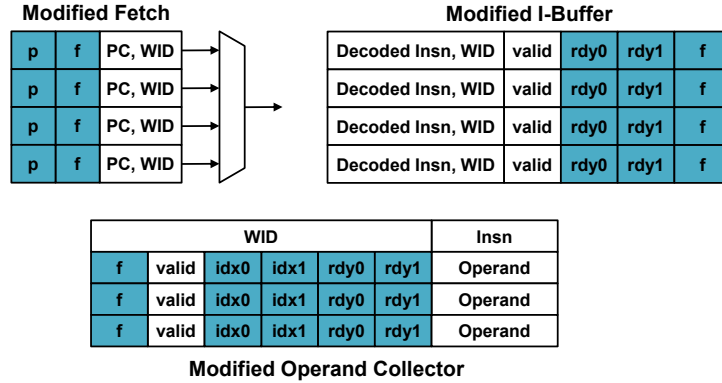 Modified Fetch
p f PC, WID
p f PC, WID
p f PC, WID
p f PC, WID
Modified I-Buffer
Decoded Insn, WID valid rdy0 rdy1 f
Decoded Insn, WID valid rdy0 rdy1 f
Decoded Insn, WID valid rdy0 rdy1 f
Decoded Insn, WID valid rdy0 rdy1 f
WID Insn
f valid idx0 idx1 rdy0 rdy1 Operand
f valid idx0 idx1 rdy0 rdy1 Operand
f valid idx0 idx1 rdy0 rdy1 Operand
Modified Operand Collector